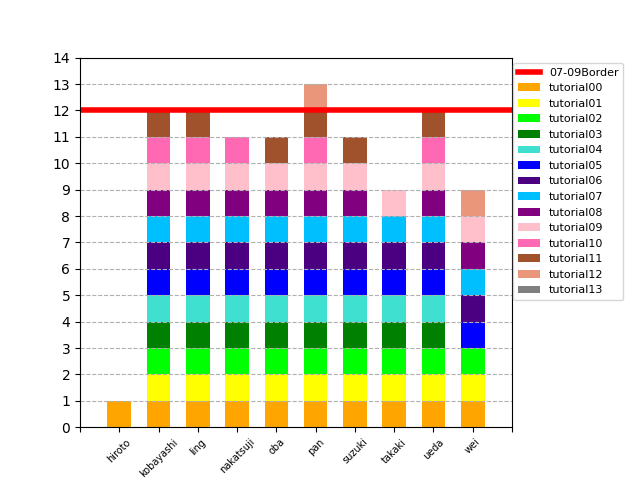 14
13
12
11
10
9
8
7
6
5
4
3
2
1
0
hiroto
kobayashi
ling
nakatsuji
oba
pan
suzuki
takaki
ueda
wei
07-09Border
tutorial00
tutorial01
tutorial02
tutorial03
tutorial04
tutorial05
tutorial06
tutorial07
tutorial08
tutorial09
tutorial10
tutorial11
tutorial12
tutorial13